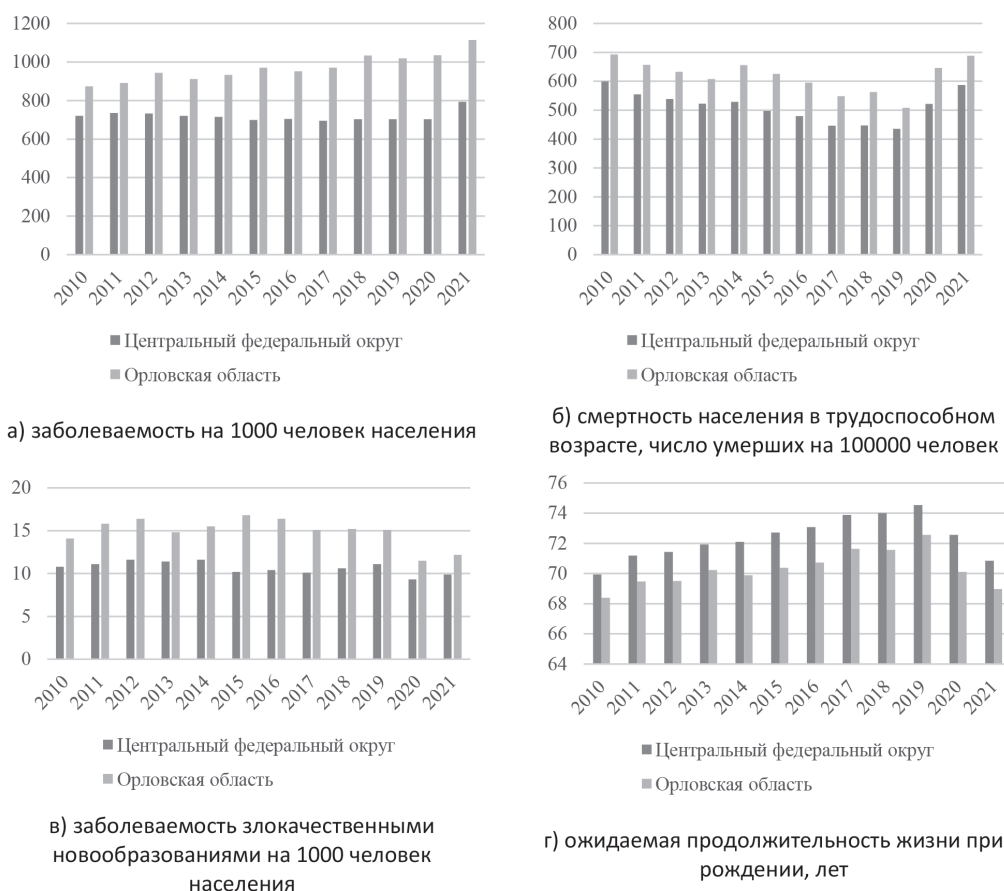 1200
1000
800
600
400
200
0
2010 2011 2012 2013 2014 2015 2016 2017 2018 2019 2020 2021
Центральный федеральный округ
Орловская область
а) заболеваемость на 1000 человек населения
800
700
600
500
400
300
200
100
0
2010 2011 2012 2013 2014 2015 2016 2017 2018 2019 2020 2021
Центральный федеральный округ
Орловская область
б) смертность населения в трудоспособном
возрасте, число умерших на 100000 человек
20
15
10
5
0
2010 2011 2012 2013 2014 2015 2016 2017 2018 2019 2020 2021
Центральный федеральный округ
Орловская область
в) заболеваемость злокачественными
новообразованиями на 1000 человек
населения
76
74
72
70
68
66
64
2010 2011 2012 2013 2014 2015 2016 2017 2018 2019 2020 2021
Центральный федеральный округ
Орловская область
г) ожидаемая продолжительность жизни при
рождении, лет